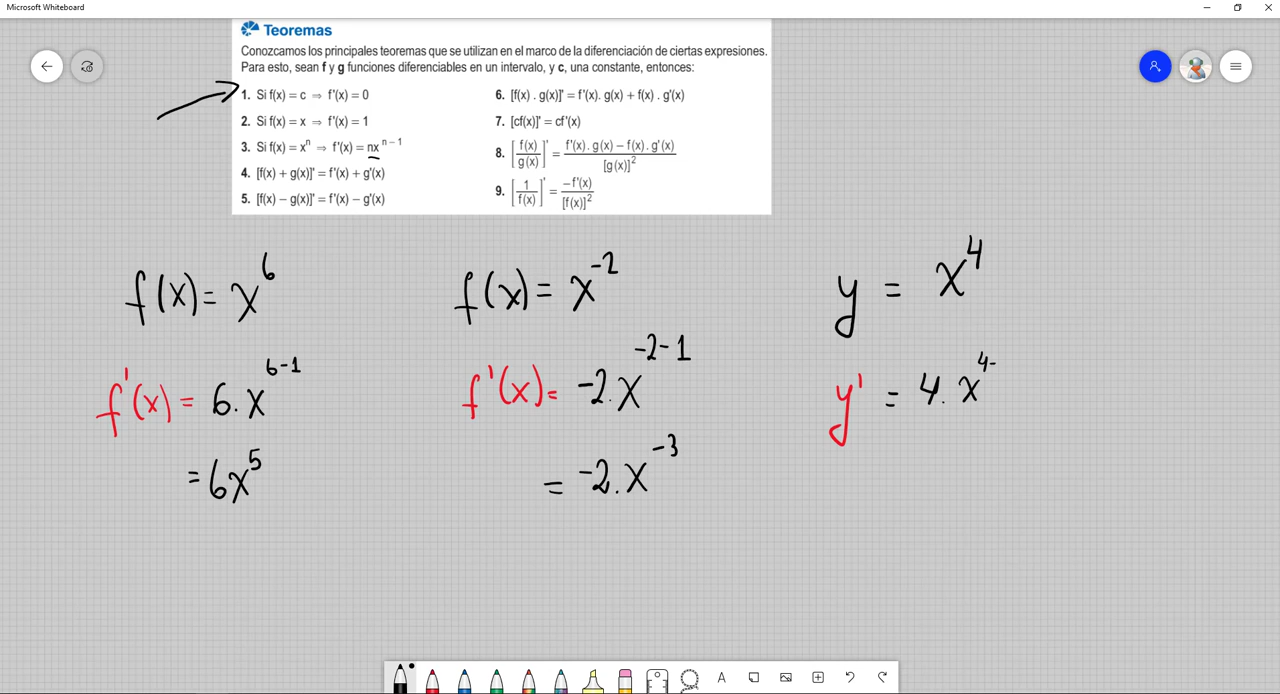 Microsoft Whiteboard
Teoremas
Conozcamos los principales teoremas que se utilizan en el marco de la diferenciación de ciertas expresiones.
Para esto, sean f y g funciones diferenciables en un intervalo, y c, una constante, entonces:
1. Si f(x) = c ⇒ f'(x) = 0
2. Si f(x) = x ⇒ f'(x) = 1
3. Si f(x) = xⁿ ⇒ f'(x) = nxⁿ⁻¹
4. [f(x) + g(x)]' = f'(x) + g'(x)
5. [f(x) − g(x)]' = f'(x) − g'(x)
6. [f(x) . g(x)]' = f'(x). g(x) + f(x) . g'(x)
7. [cf(x)]' = cf'(x)
8. [f(x)/g(x)]' = (f'(x) . g(x) − f(x) . g'(x))/[g(x)]²
9. [1/f(x)]' = −f'(x)/[f(x)]²
f(x) = x⁶
f'(x) = 6.x⁶⁻¹
= 6x⁵
f(x) = x⁻²
f'(x) = -2.x⁻²⁻¹
= -2.x⁻³
y = x⁴
y' = 4.x⁴⁻
A